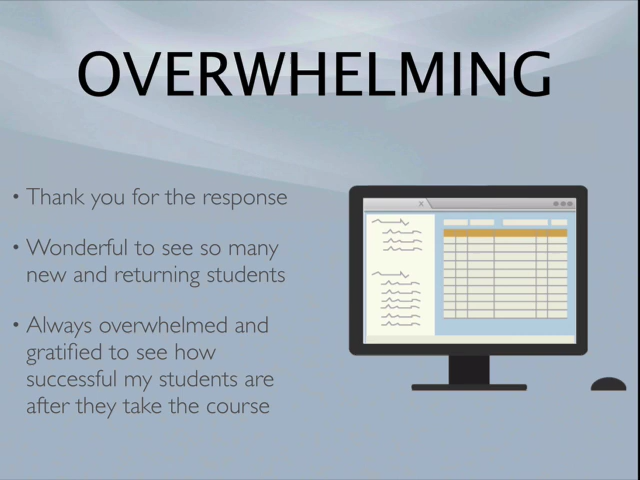 OVERWHELMING
• Thank you for the response
• Wonderful to see so many
new and returning students
• Always overwhelmed and
gratified to see how
successful my students are
after they take the course